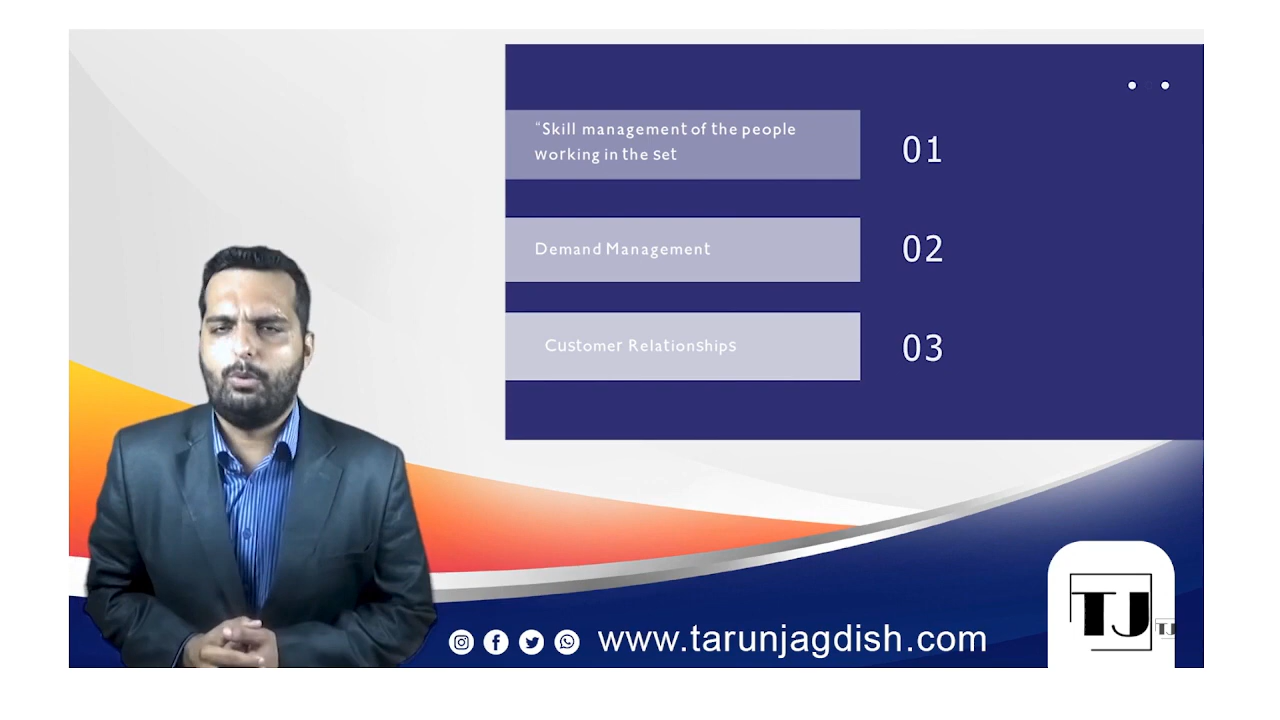 “Skill management of the people
working in the set
01
Demand Management
02
Customer Relationships
03
www.tarunjagdish.com
TJ
TJ